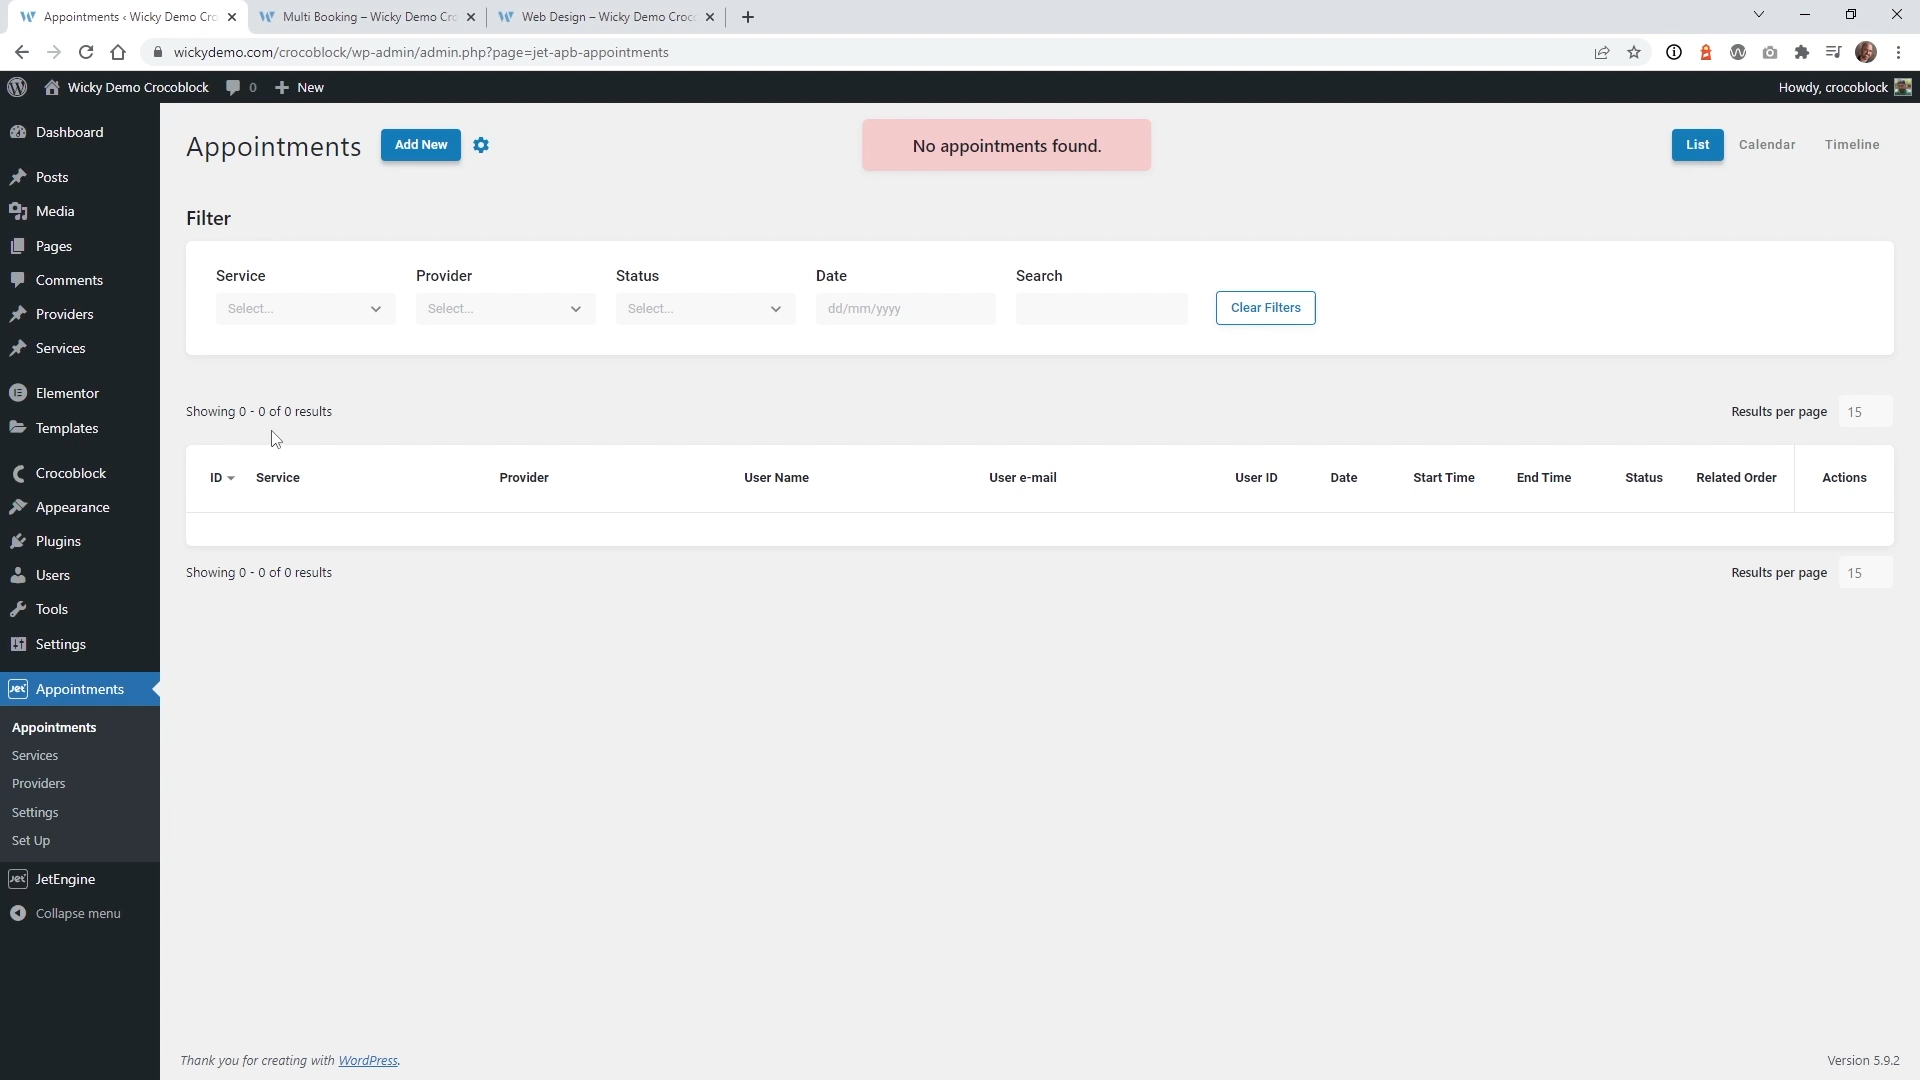 Appointments ‹ Wicky Demo Cro
Multi Booking – Wicky Demo Cro
Web Design – Wicky Demo Croc
wickydemo.com/crocoblock/wp-admin/admin.php?page=jet-apb-appointments
Wicky Demo Crocoblock
0
New
Howdy, crocoblock
Dashboard
Posts
Media
Pages
Comments
Providers
Services
Elementor
Templates
Crocoblock
Appearance
Plugins
Users
Tools
Settings
Jet Appointments
Appointments
Services
Providers
Settings
Set Up
Jet JetEngine
Collapse menu
Appointments
Add New
No appointments found.
List
Calendar
Timeline
Filter
Service
Provider
Status
Date
Search
Select...
Select...
Select...
dd/mm/yyyy
Clear Filters
Showing 0 - 0 of 0 results
Results per page
15
ID
Service
Provider
User Name
User e-mail
User ID
Date
Start Time
End Time
Status
Related Order
Actions
Showing 0 - 0 of 0 results
Results per page
15
Thank you for creating with WordPress.
Version 5.9.2